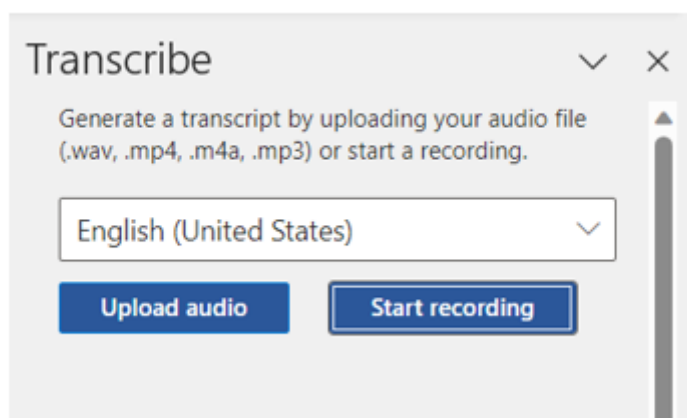 Transcribe
Generate a transcript by uploading your audio file
(.wav, .mp4, .m4a, .mp3) or start a recording.
English (United States)
Upload audio
Start recording